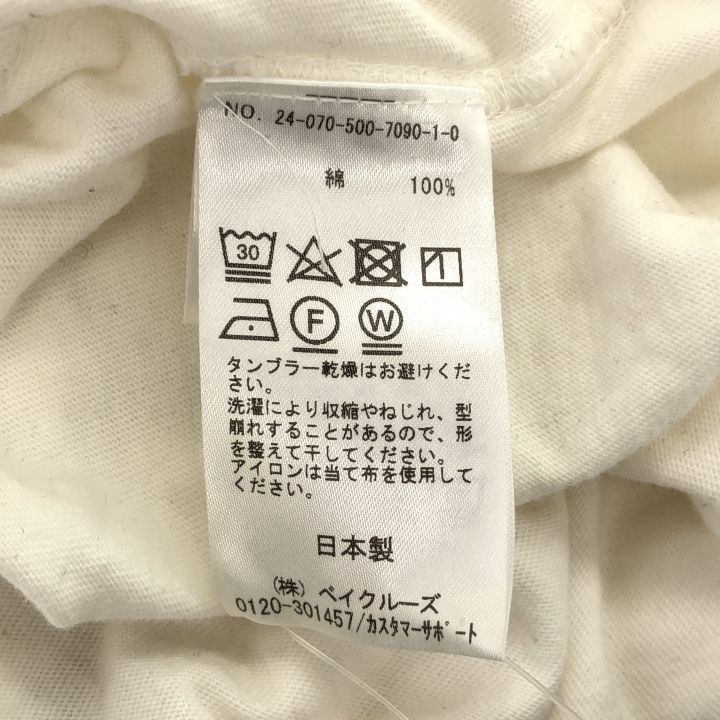 NO. 24-070-500-7090-1-0
綿 100%
30
F W
タンブラー乾燥はお避けくだ
さい。
洗濯により収縮やねじれ、型
崩れすることがあるので、形
を整えて干してください。
アイロンは当て布を使用して
ください。
日本製
(株) ベイクルーズ
0120-301457/カスタマーサポート